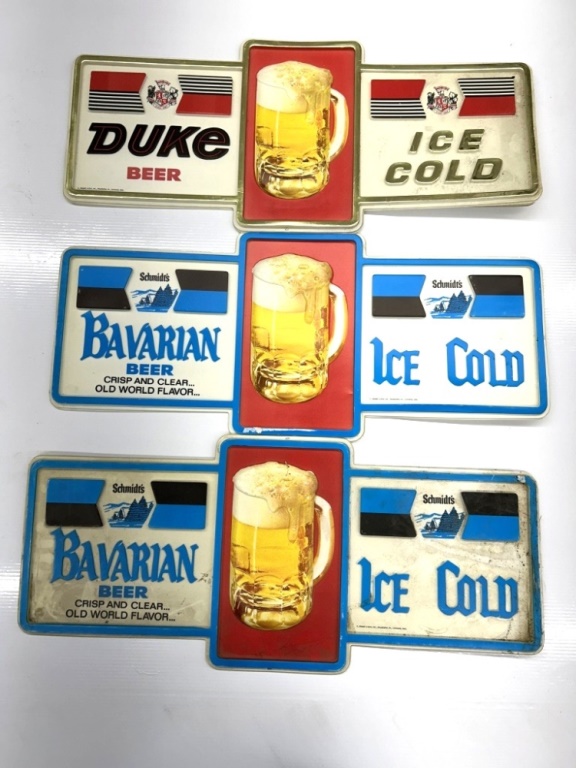 DUKe
BEER
ICE
COLD
Schmidt's
BAVARIAN
BEER
CRISP AND CLEAR...
OLD WORLD FLAVOR...
Schmidt's
ICE COLD
Schmidt's
BAVARIAN
BEER
CRISP AND CLEAR...
OLD WORLD FLAVOR...
Schmidt's
ICE COLD